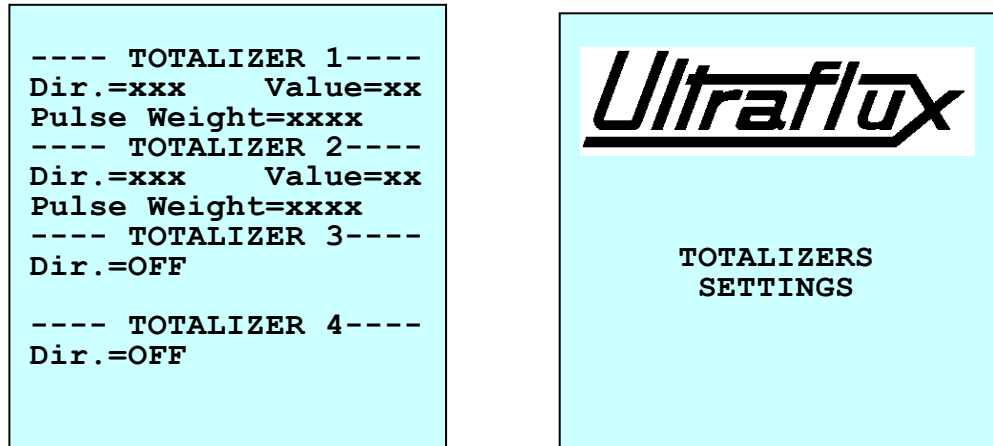 ---- TOTALIZER 1----
Dir.=xxx    Value=xx
Pulse Weight=xxxx
---- TOTALIZER 2----
Dir.=xxx    Value=xx
Pulse Weight=xxxx
---- TOTALIZER 3----
Dir.=OFF
---- TOTALIZER 4----
Dir.=OFF
Ultraflux
TOTALIZERS
SETTINGS